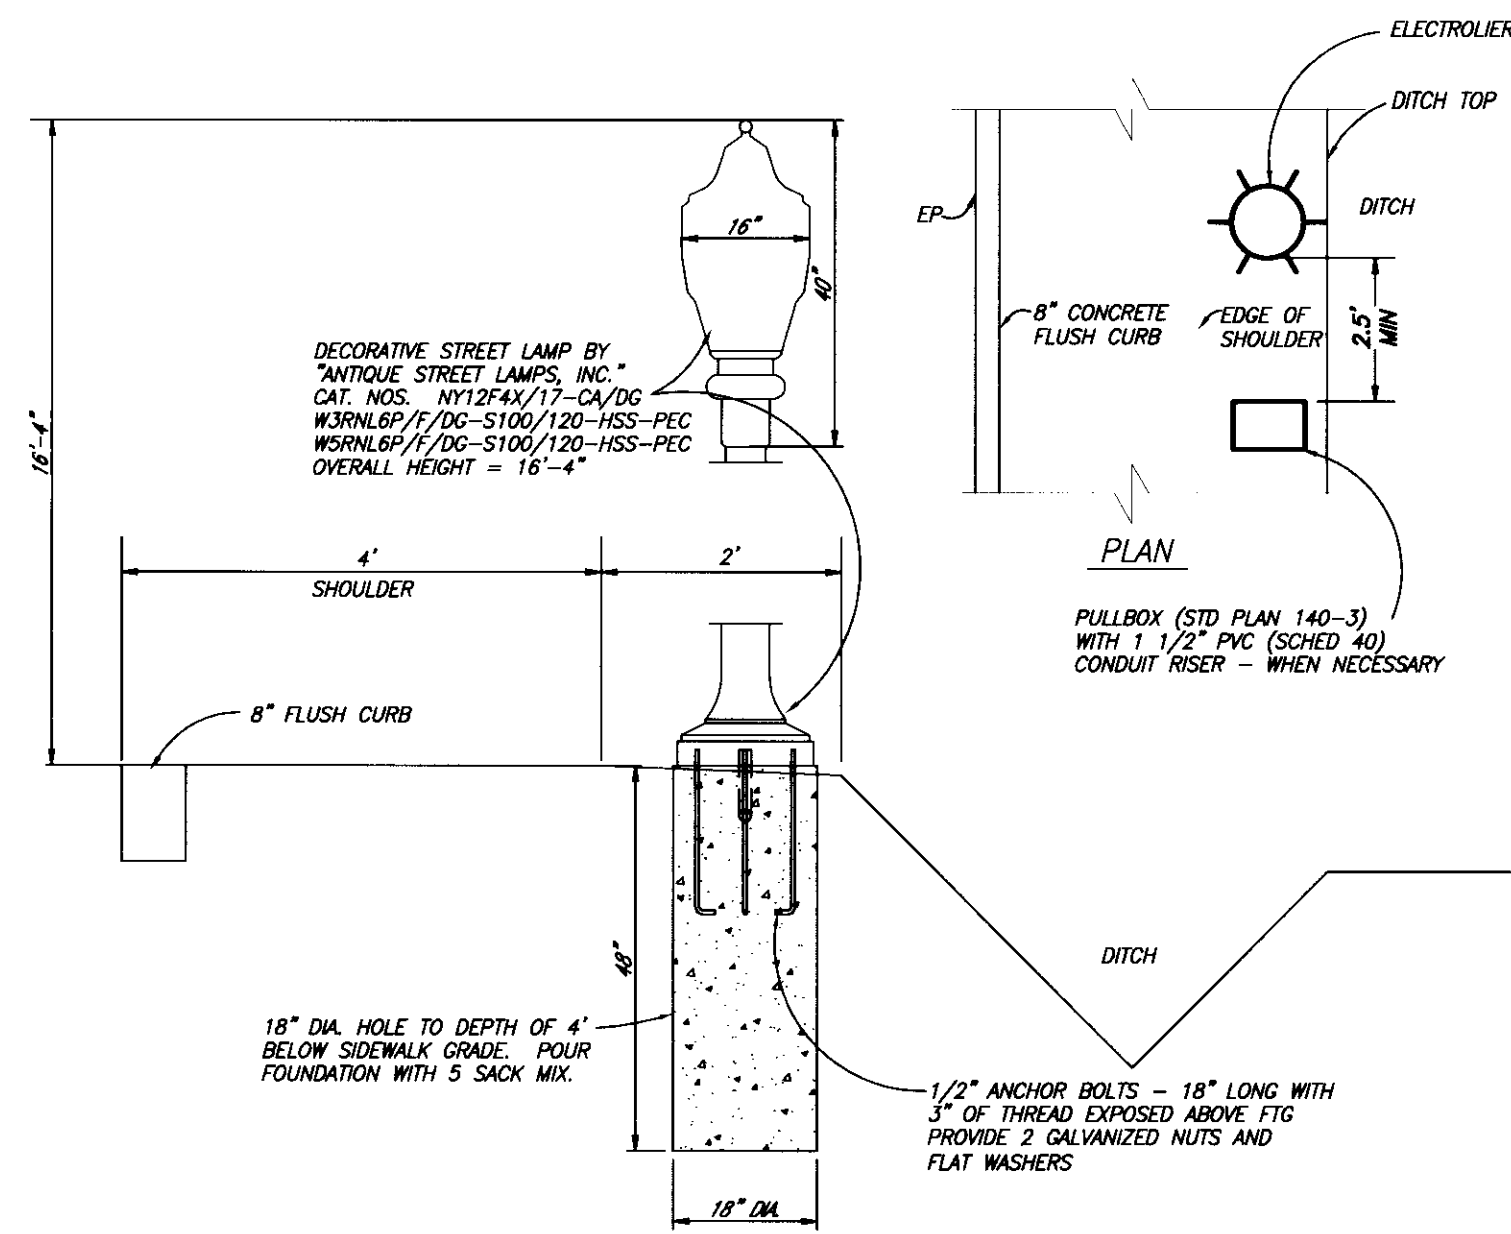 ELECTROLIER
DITCH TOP
16"
EP
DITCH
40"
8" CONCRETE
FLUSH CURB
EDGE OF
SHOULDER
2.5'
MIN
DECORATIVE STREET LAMP BY
"ANTIQUE STREET LAMPS, INC."
CAT. NOS. NY12F4X/17-CA/DG
W3RNL6P/F/DG-S100/120-HSS-PEC
W5RNL6P/F/DG-S100/120-HSS-PEC
OVERALL HEIGHT = 16'-4"
16'-4"
4'
SHOULDER
2'
PLAN
PULLBOX (STD PLAN 140-3)
WITH 1 1/2" PVC (SCHED 40)
CONDUIT RISER - WHEN NECESSARY
8" FLUSH CURB
48"
DITCH
18" DIA. HOLE TO DEPTH OF 4'
BELOW SIDEWALK GRADE. POUR
FOUNDATION WITH 5 SACK MIX.
1/2" ANCHOR BOLTS - 18" LONG WITH
3" OF THREAD EXPOSED ABOVE FTG
PROVIDE 2 GALVANIZED NUTS AND
FLAT WASHERS
18" DIA.